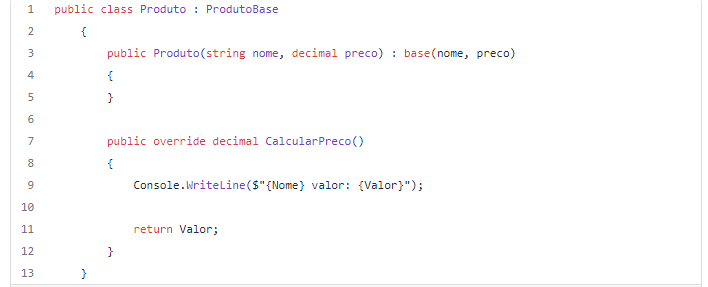 1 public class Produto : ProdutoBase
2 {
3 public Produto(string nome, decimal preco) : base(nome, preco)
4 {
5 }
6
7 public override decimal CalcularPreco()
8 {
9 Console.WriteLine($"{Nome} valor: {Valor}");
10
11 return Valor;
12 }
13 }